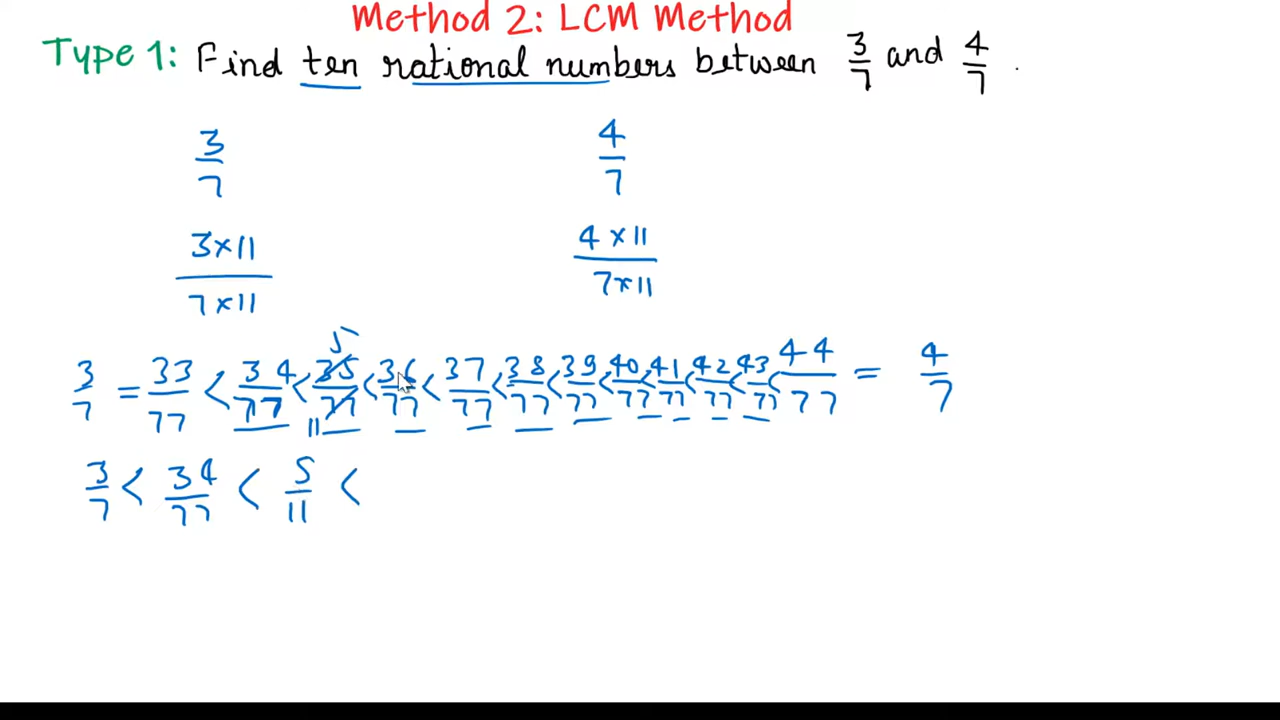 Method 2: LCM Method
Type 1: Find ten rational numbers between 3/7 and 4/7 .
3/7 4/7
3×11/7×11 4×11/7×11
3/7 = 33/77 < 34/77 < 35/77 5 11 < 36/77 < 37/77 < 38/77 < 39/77 < 40/77 < 41/77 < 42/77 < 43/77 < 44/77 = 4/7
3/7 < 34/77 < 5/11 <